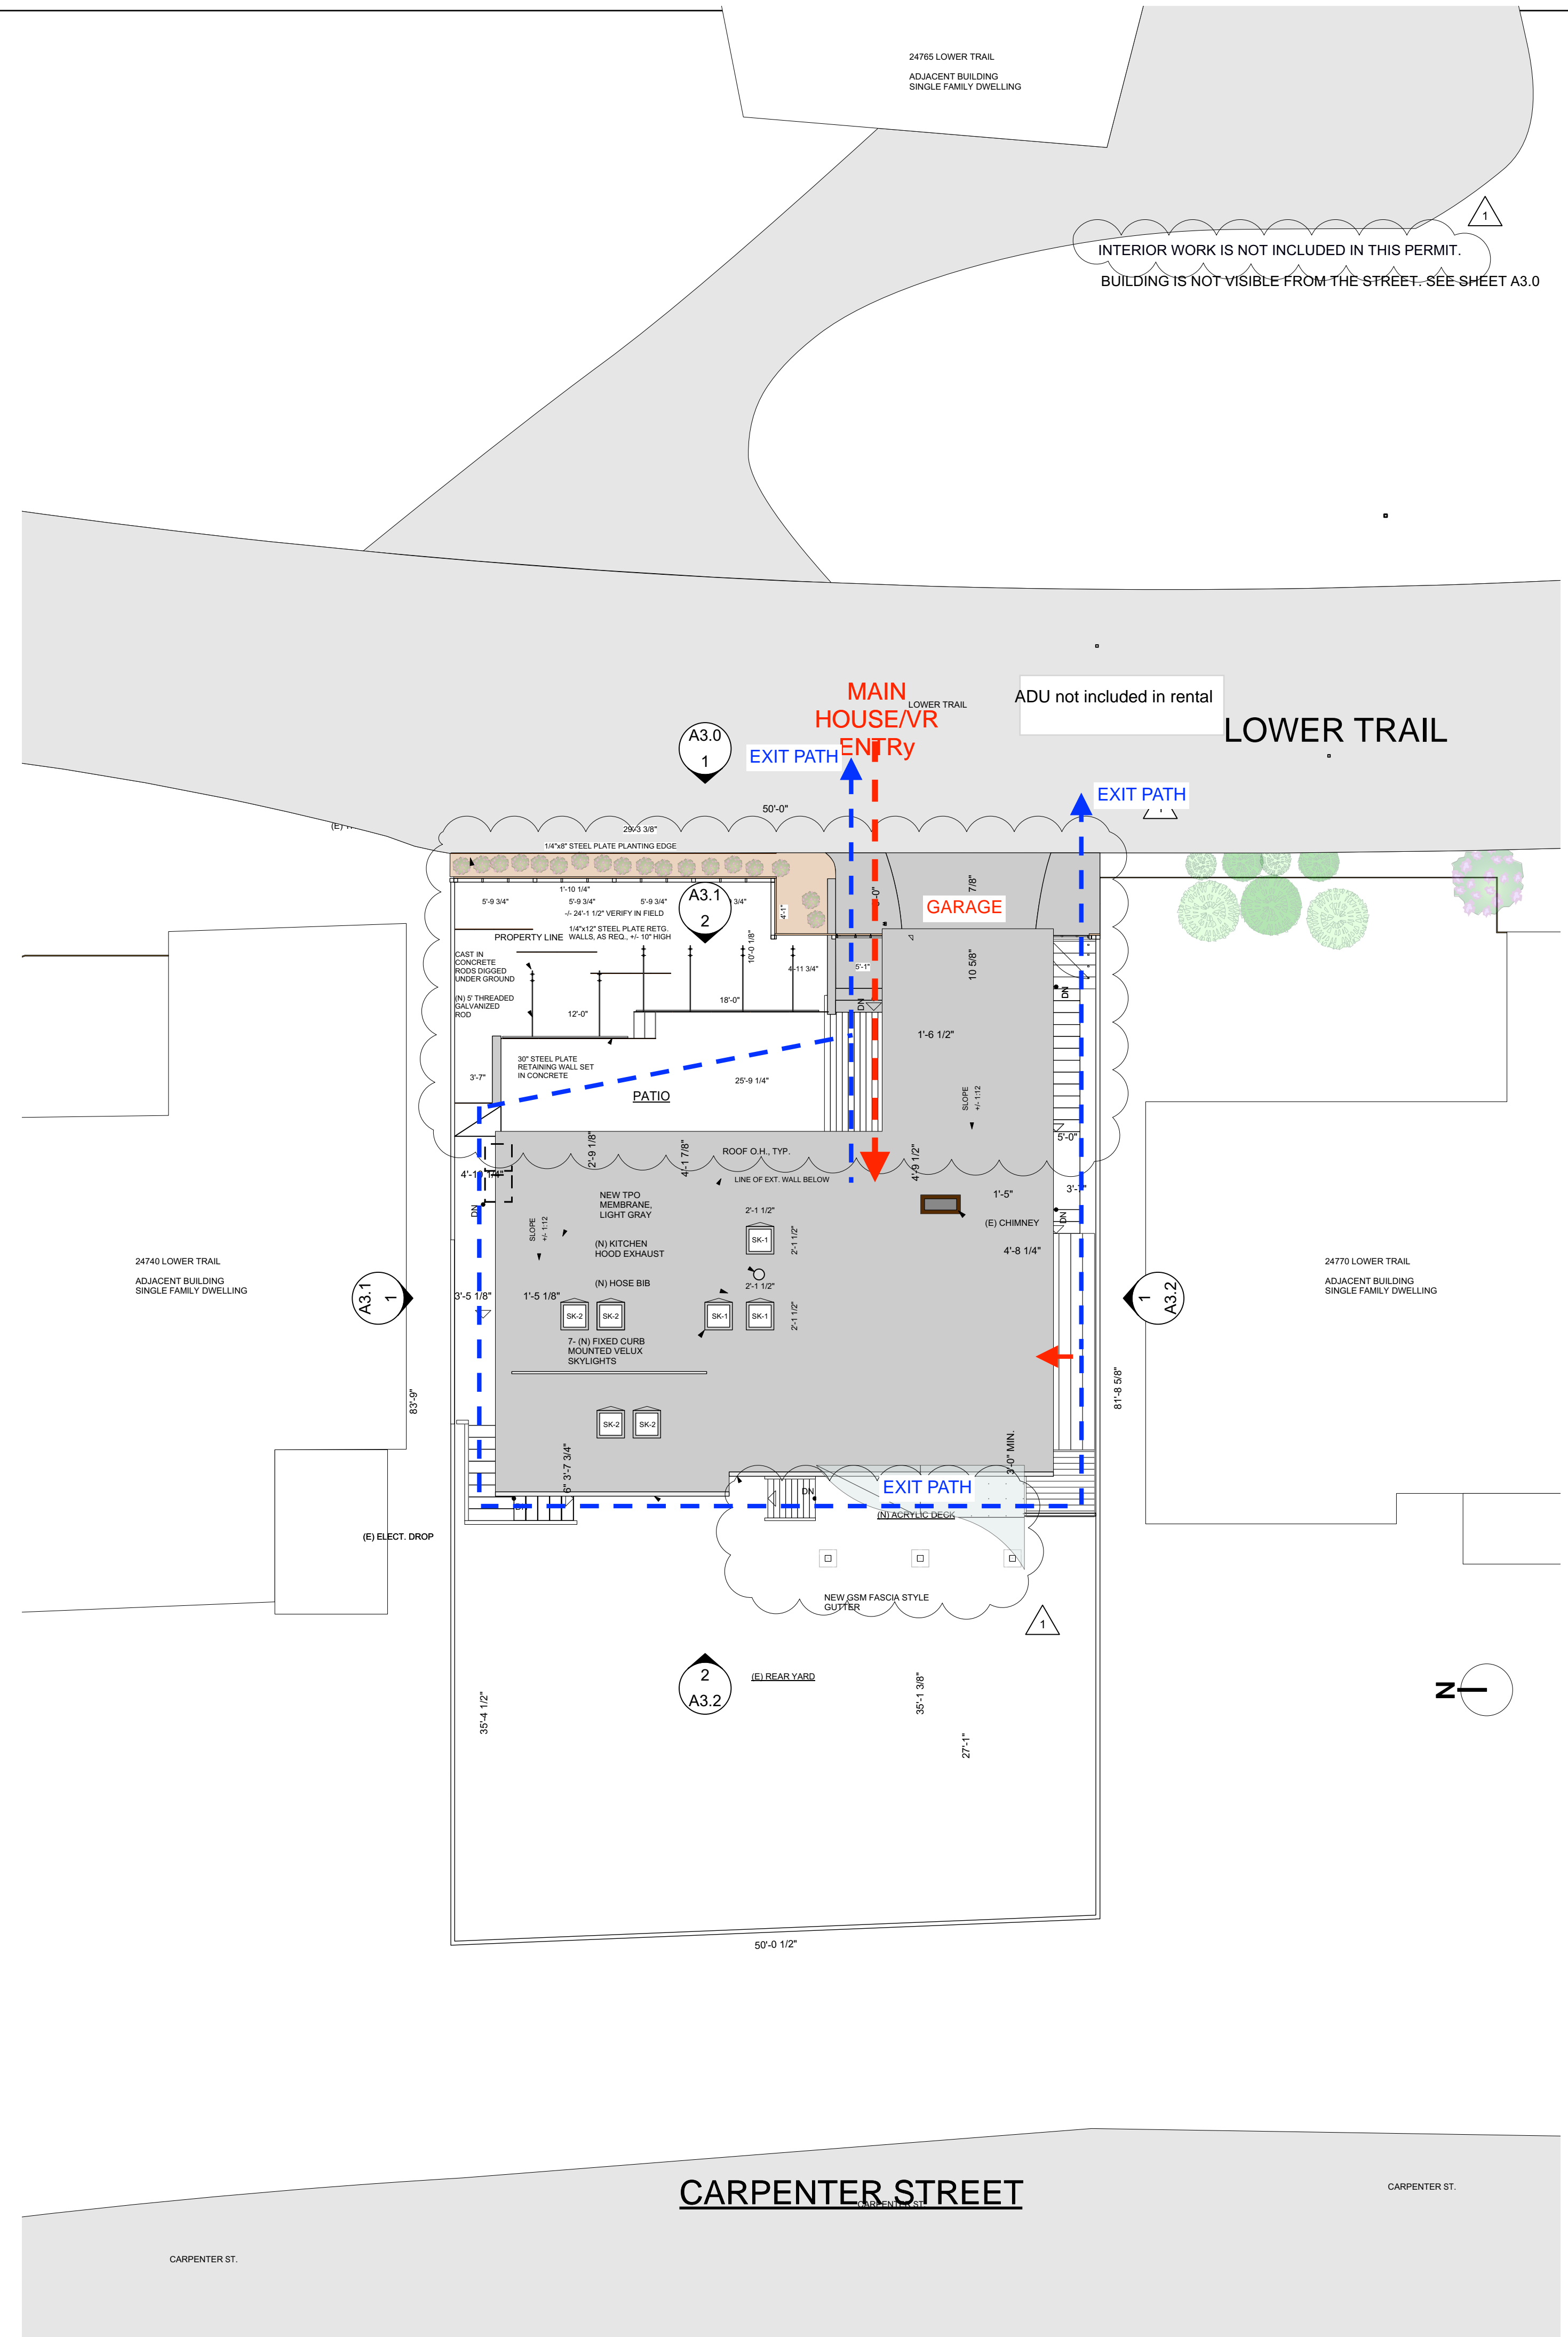 24765 LOWER TRAIL
ADJACENT BUILDING
SINGLE FAMILY DWELLING
1
INTERIOR WORK IS NOT INCLUDED IN THIS PERMIT.
BUILDING IS NOT VISIBLE FROM THE STREET. SEE SHEET A3.0
MAIN
HOUSE/VR
ENTRy
LOWER TRAIL
ADU not included in rental
LOWER TRAIL
A3.0
1
EXIT PATH
EXIT PATH
50'-0"
29'-3 3/8"
1/4"x8" STEEL PLATE PLANTING EDGE
1'-10 1/4"
5'-9 3/4"
5'-9 3/4"
5'-9 3/4"
3/4"
A3.1
2
-/- 24'-1 1/2" VERIFY IN FIELD
1/4"x12" STEEL PLATE RETG.
WALLS, AS REQ., +/- 10" HIGH
PROPERTY LINE
4'-1"
7/8"
GARAGE
CAST IN
CONCRETE
RODS DIGGED
UNDER GROUND
(N) 5' THREADED
GALVANIZED
ROD
10'-0 1/8"
4'-11 3/4"
5'-1"
10 5/8"
18'-0"
12'-0"
DN
DN
1'-6 1/2"
30" STEEL PLATE
RETAINING WALL SET
IN CONCRETE
3'-7"
25'-9 1/4"
PATIO
SLOPE
+/- 1:12
5'-0"
2'-9 1/8"
4'-1 7/8"
ROOF O.H., TYP.
LINE OF EXT. WALL BELOW
4'-9 1/2"
DN
NEW TPO
MEMBRANE,
LIGHT GRAY
1'-5"
(E) CHIMNEY
DN
4'-8 1/4"
SLOPE
+/- 1:12
(N) KITCHEN
HOOD EXHAUST
(N) HOSE BIB
2'-1 1/2"
SK-1
2'-1 1/2"
2'-1 1/2"
24740 LOWER TRAIL
ADJACENT BUILDING
SINGLE FAMILY DWELLING
A3.1
1
3'-5 1/8"
1'-5 1/8"
SK-2
SK-2
SK-1
SK-1
2'-1 1/2"
7- (N) FIXED CURB
MOUNTED VELUX
SKYLIGHTS
1
A3.2
24770 LOWER TRAIL
ADJACENT BUILDING
SINGLE FAMILY DWELLING
83'-9"
81'-8 5/8"
SK-2
SK-2
6" 3'-7 3/4"
3'-0" MIN.
EXIT PATH
DN
(N) ACRYLIC DECK
(E) ELECT. DROP
NEW GSM FASCIA STYLE
GUTTER
1
2
A3.2
(E) REAR YARD
35'-4 1/2"
35'-1 3/8"
27'-1"
N
50'-0 1/2"
CARPENTER STREET
CARPENTER ST.
CARPENTER ST.
CARPENTER ST.